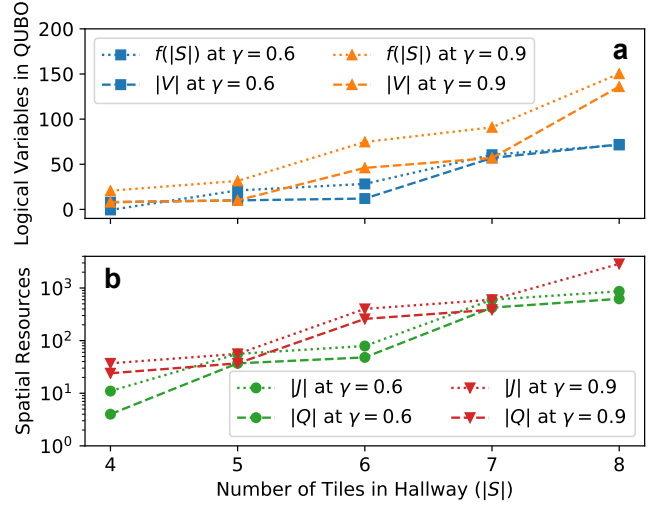 200
150
100
50
0
Logical Variables in QUBO
f(|S|) at γ = 0.6
|V| at γ = 0.6
f(|S|) at γ = 0.9
|V| at γ = 0.9
a
b
10³
10²
10¹
10⁰
Spatial Resources
|J| at γ = 0.6
|Q| at γ = 0.6
|J| at γ = 0.9
|Q| at γ = 0.9
4 5 6 7 8
Number of Tiles in Hallway (|S|)